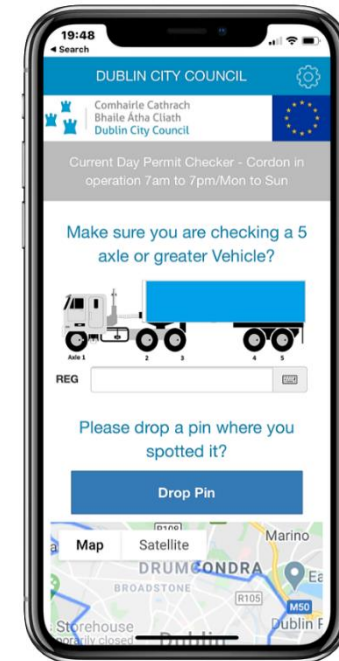 19:48
Search
DUBLIN CITY COUNCIL
Comhairle Cathrach
Bhaile Átha Cliath
Dublin City Council
Current Day Permit Checker - Cordon in
operation 7am to 7pm/Mon to Sun
Make sure you are checking a 5
axle or greater Vehicle?
Axle 1 2 3 4 5
REG
Please drop a pin where you
spotted it?
Drop Pin
R108
Map Satellite
Marino
DRUMCONDRA
BROADSTONE
R105
M50
Storehouse
Dublin